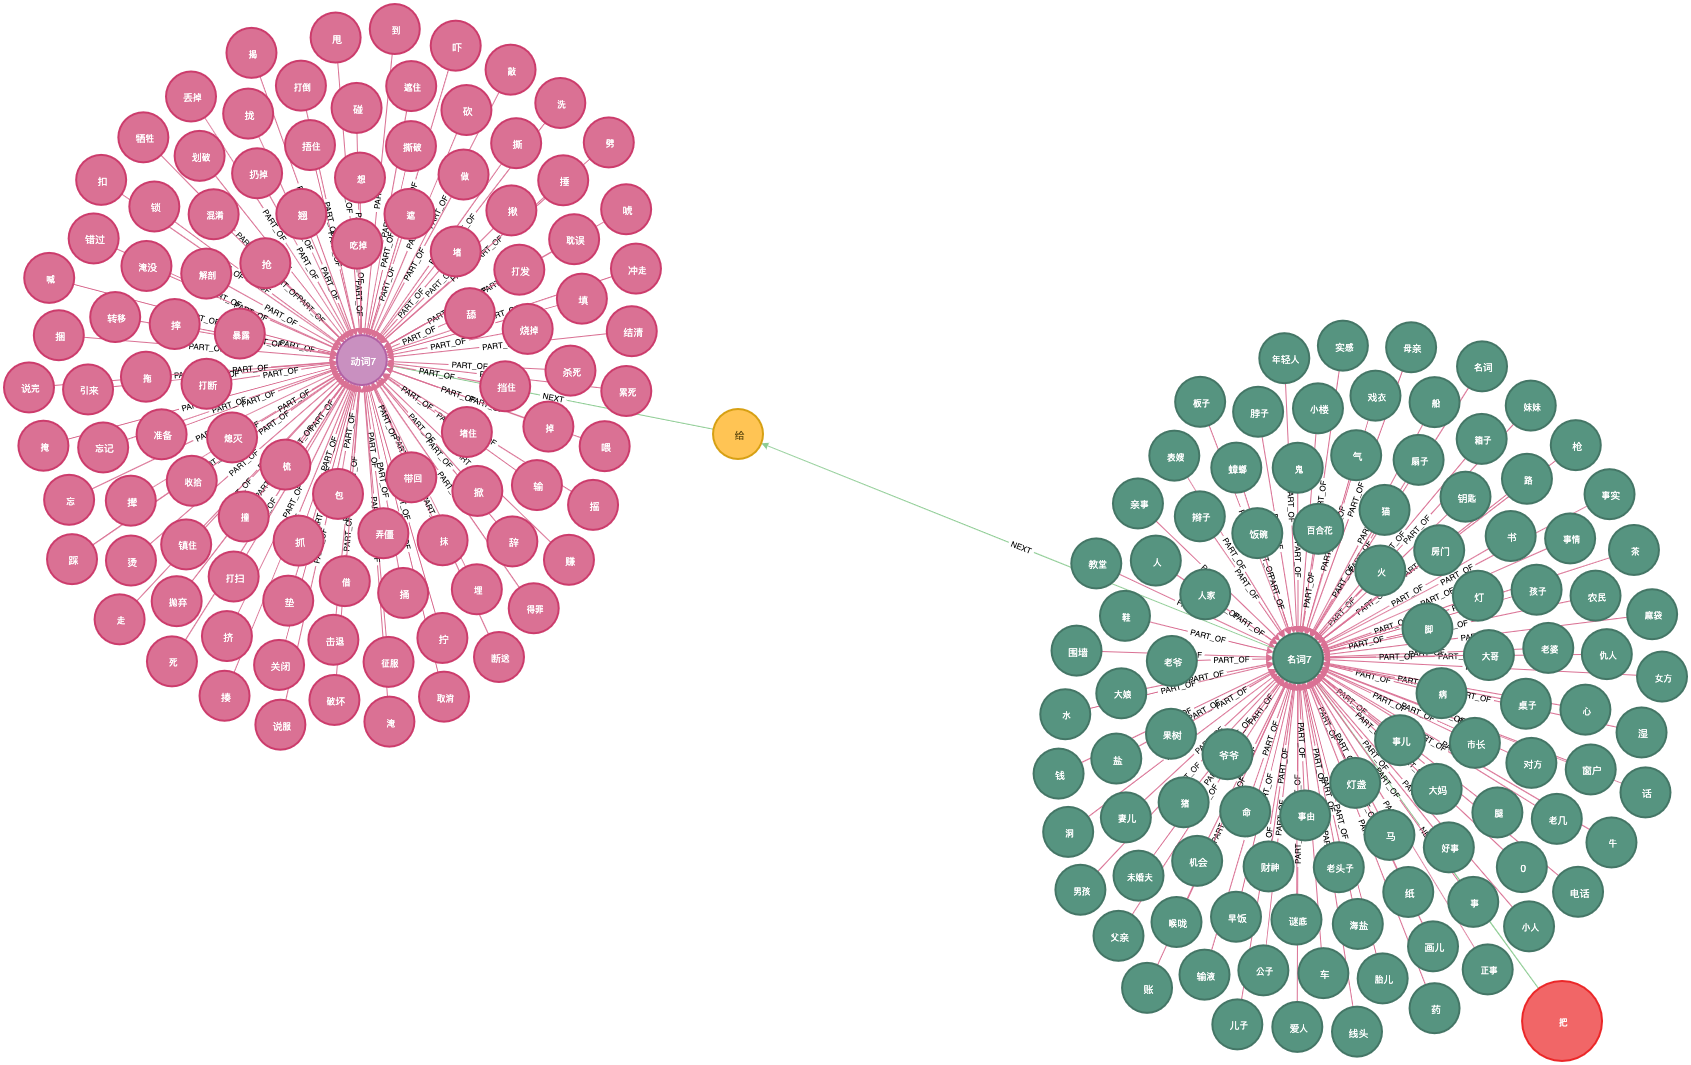 到
甩
吓
揭
敲
打倒
遮住
丢掉
洗
碰
砍
拢
牺牲
劈
撕
捂住
撕破
划破
扔掉
想
做
捶
扣
锁
唬
揪
混淆
翘
遮
错过
耽误
吃掉
堵
抢
淹没
冲走
打发
解剖
喊
填
舔
转移
摔
烧掉
结清
捆
暴露
动词7
杀死
掏
打断
挡住
说完
引来
累死
NEXT
掉
堵住
准备
给
熄灭
掩
忘记
喂
梳
带回
收拾
输
掀
包
忘
撵
摇
撞
弄僵
辞
抓
抹
镇住
踩
烫
赚
打扫
借
埋
捅
抛弃
垫
得罪
走
挤
击退
拧
断送
死
关闭
征服
揍
取消
破坏
淹
说服
PART_OF
实感
母亲
年轻人
名词
戏衣
妹妹
板子
船
小楼
脖子
箱子
枪
表嫂
气
扇子
蟑螂
鬼
路
事实
钥匙
亲事
猫
辫子
百合花
饭碗
书
事情
NEXT
房门
茶
人
教堂
火
孩子
人家
灯
农民
鞋
麻袋
脚
围墙
老婆
仇人
大哥
名词7
老爷
女方
大娘
病
桌子
心
水
湿
果树
事儿
市长
爷爷
盐
对方
窗户
钱
灯盏
大妈
话
猪
命
腿
事由
妻儿
老几
洞
马
牛
好事
机会
财神
老头子
0
未婚夫
男孩
纸
电话
事
早饭
谜底
喉咙
海盐
小人
父亲
画儿
正事
公子
车
输液
胎儿
账
药
把
儿子
爱人
线头
PART_OF